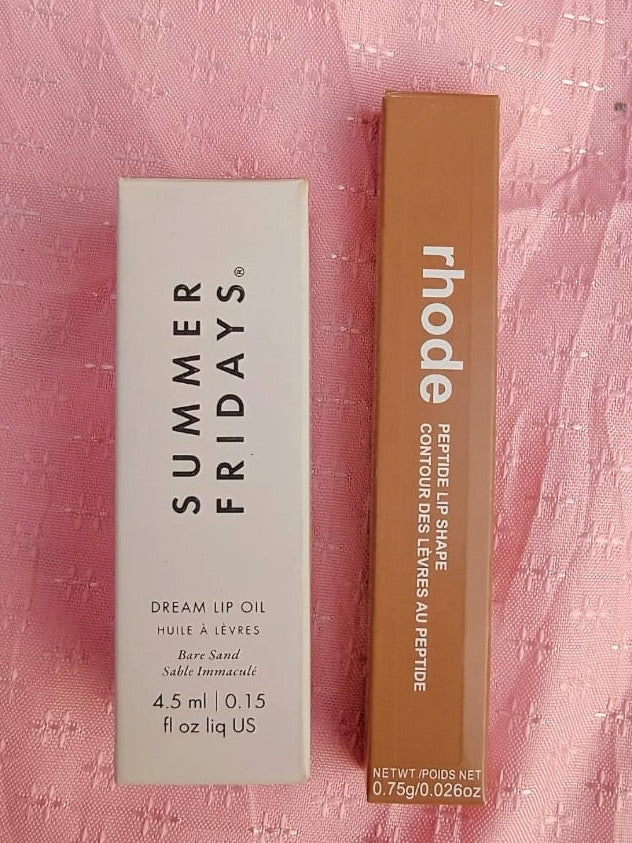 SUMMER
FRIDAYS®
DREAM LIP OIL
HUILE À LÈVRES
Bare Sand
Sable Immaculé
4.5 ml | 0.15
fl oz liq US
rhode
PEPTIDE LIP SHAPE
CONTOUR DES LÈVRES AU PEPTIDE
NETWT /POIDS NET
0.75g/0.026oz